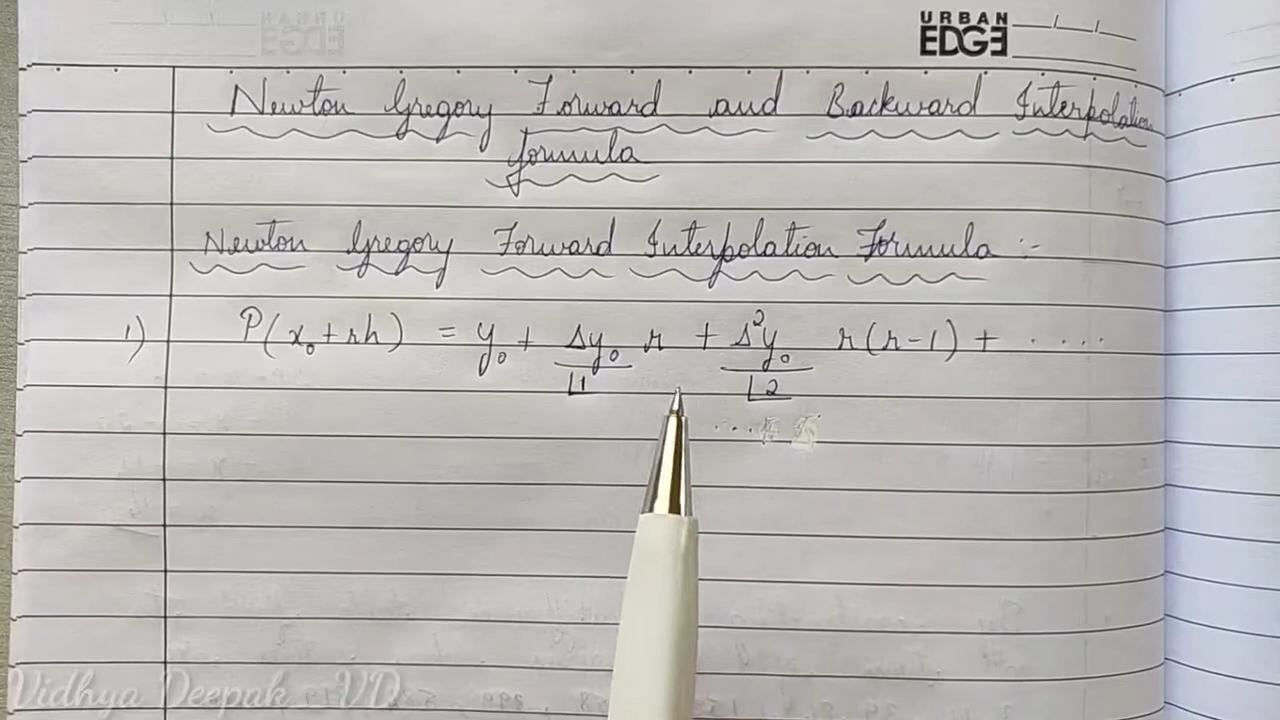 URBAN
EDGE
Newton Gregory Forward and Backward Interpolation
formula
Newton Gregory Forward Interpolation Formula :-
1) P(x₀+rh) = y₀ + Δy₀/⌊1 r + Δ²y₀/⌊2 r(r-1) + ....
Vidhya Deepak - VD